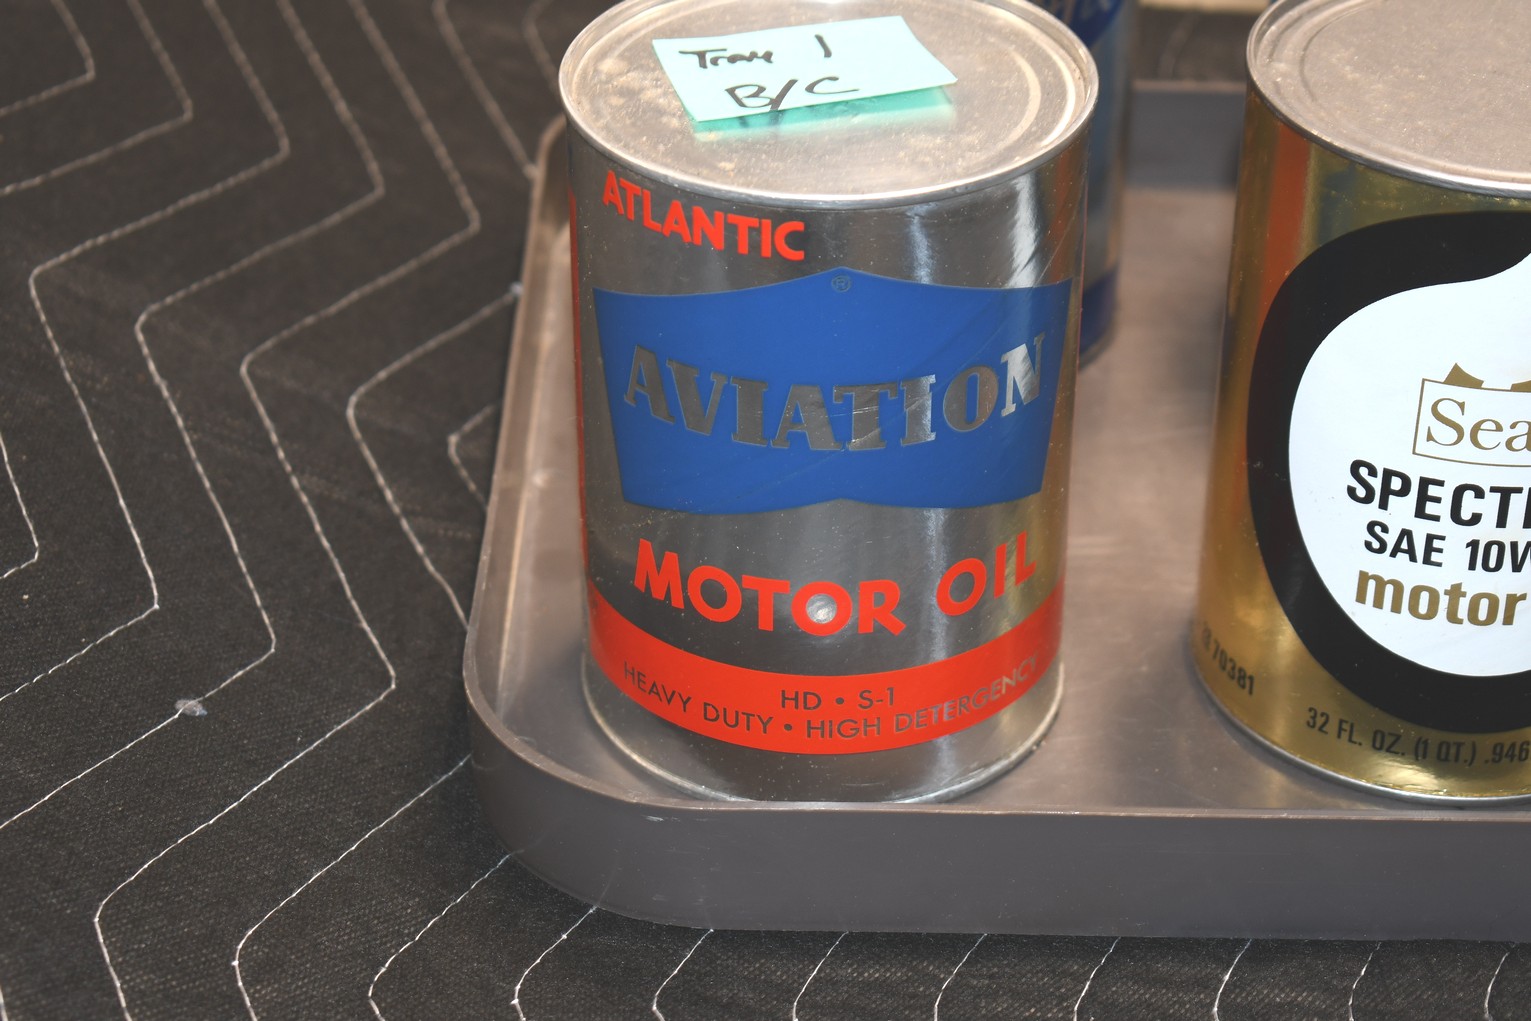 Tray 1
B/C
ATLANTIC
®
AVIATION
MOTOR OIL
HD • S-1
HEAVY DUTY • HIGH DETERGENCY
Sea
SPECT
SAE 10W
motor
70381
32 FL. OZ. (1 QT.) .946